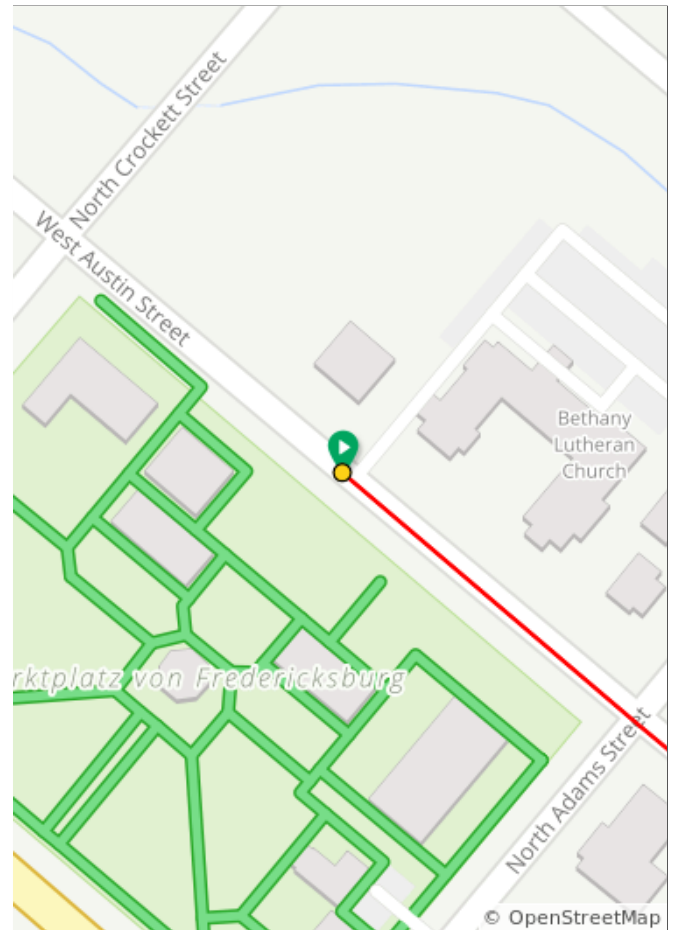 North Crockett Street
West Austin Street
Bethany
Lutheran
Church
rktplatz von Fredericksburg
North Adams Street
© OpenStreetMap